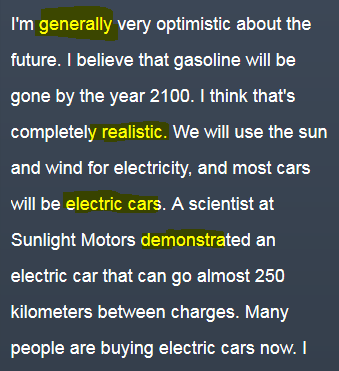 I'm generally very optimistic about the
future. I believe that gasoline will be
gone by the year 2100. I think that's
completely realistic. We will use the sun
and wind for electricity, and most cars
will be electric cars. A scientist at
Sunlight Motors demonstrated an
electric car that can go almost 250
kilometers between charges. Many
people are buying electric cars now. I